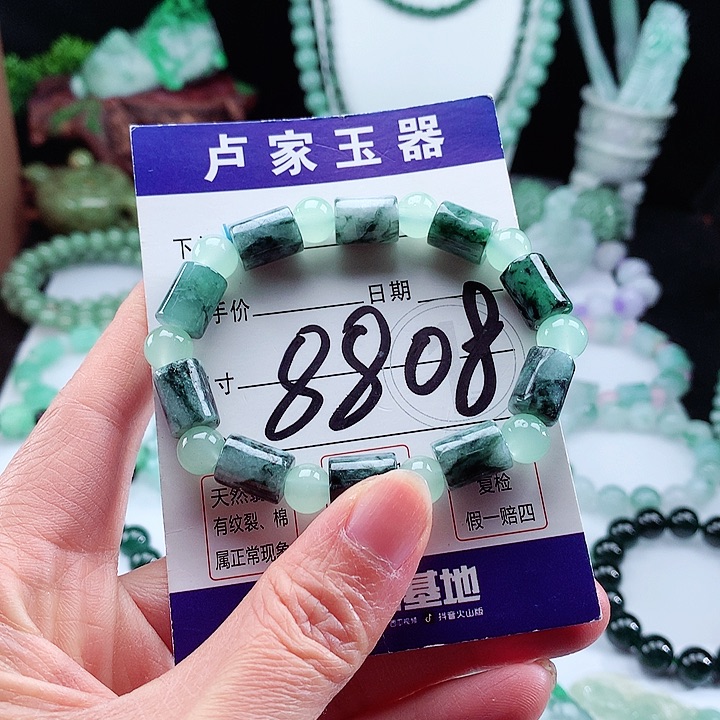 卢家玉器
下
手价 日期
8808
寸
天然
有纹裂、棉
属正常现象
复检
假一赔四
基地
抖音火山版